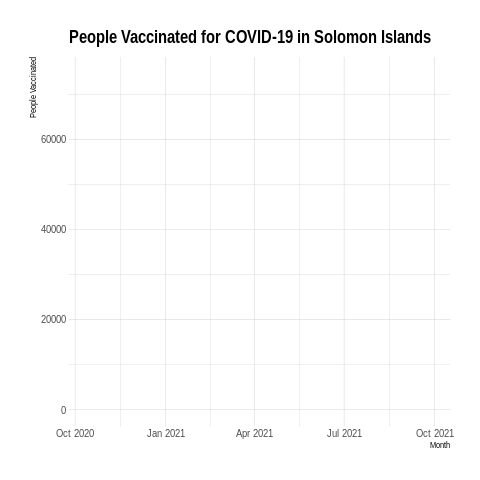 People Vaccinated for COVID-19 in Solomon Islands
People Vaccinated
60000
40000
20000
0
Oct 2020 Jan 2021 Apr 2021 Jul 2021 Oct 2021
Month